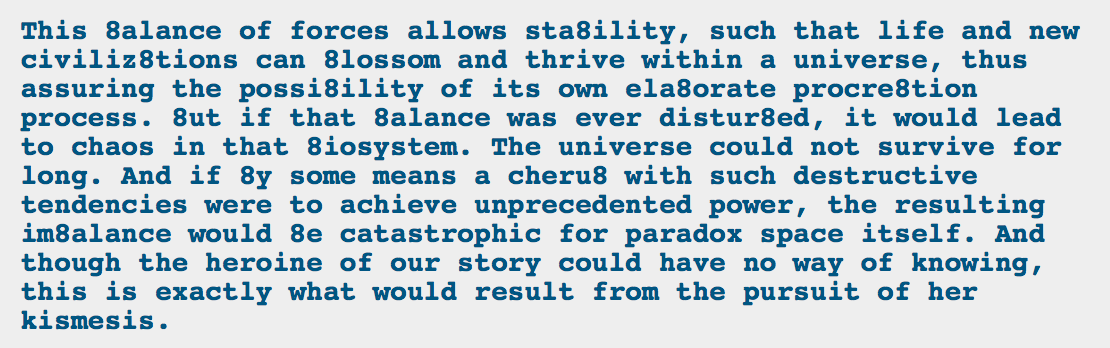 This 8alance of forces allows sta8ility, such that life and new
civiliz8tions can 8lossom and thrive within a universe, thus
assuring the possi8ility of its own ela8orate procre8tion
process. 8ut if that 8alance was ever distur8ed, it would lead
to chaos in that 8iosystem. The universe could not survive for
long. And if 8y some means a cheru8 with such destructive
tendencies were to achieve unprecedented power, the resulting
im8alance would 8e catastrophic for paradox space itself. And
though the heroine of our story could have no way of knowing,
this is exactly what would result from the pursuit of her
kismesis.